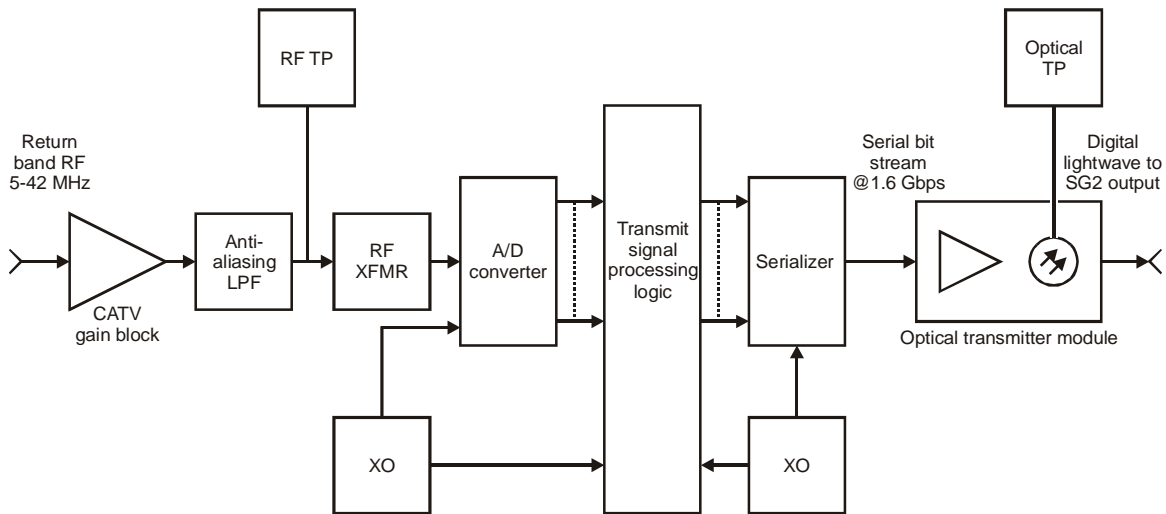 RF TP
Optical
TP
Return
band RF
5-42 MHz
Serial bit
stream
@1.6 Gbps
Digital
lightwave to
SG2 output
CATV
gain block
Anti-
aliasing
LPF
RF
XFMR
A/D
converter
Transmit
signal
processing
logic
Serializer
Optical transmitter module
XO
XO